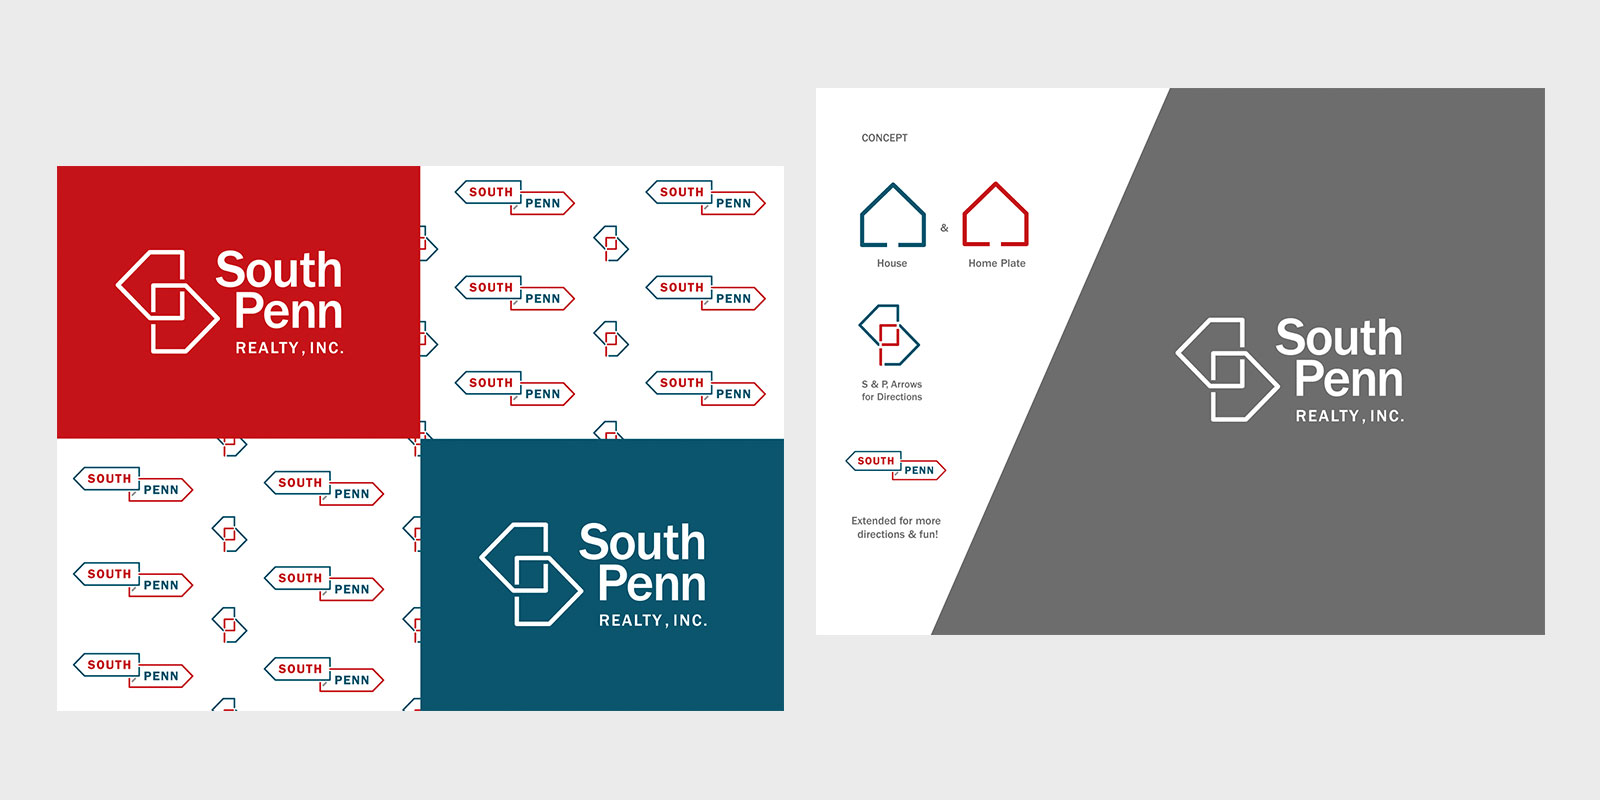 South
Penn
REALTY, INC.
SOUTH
PENN
SOUTH
PENN
SOUTH
PENN
SOUTH
PENN
SOUTH
PENN
SOUTH
PENN
SOUTH
PENN
SOUTH
PENN
SOUTH
PENN
SOUTH
PENN
SOUTH
PENN
SOUTH
PENN
South
Penn
REALTY, INC.
CONCEPT
&
House
Home Plate
S & P, Arrows
for Directions
SOUTH
PENN
Extended for more
directions & fun!
South
Penn
REALTY, INC.